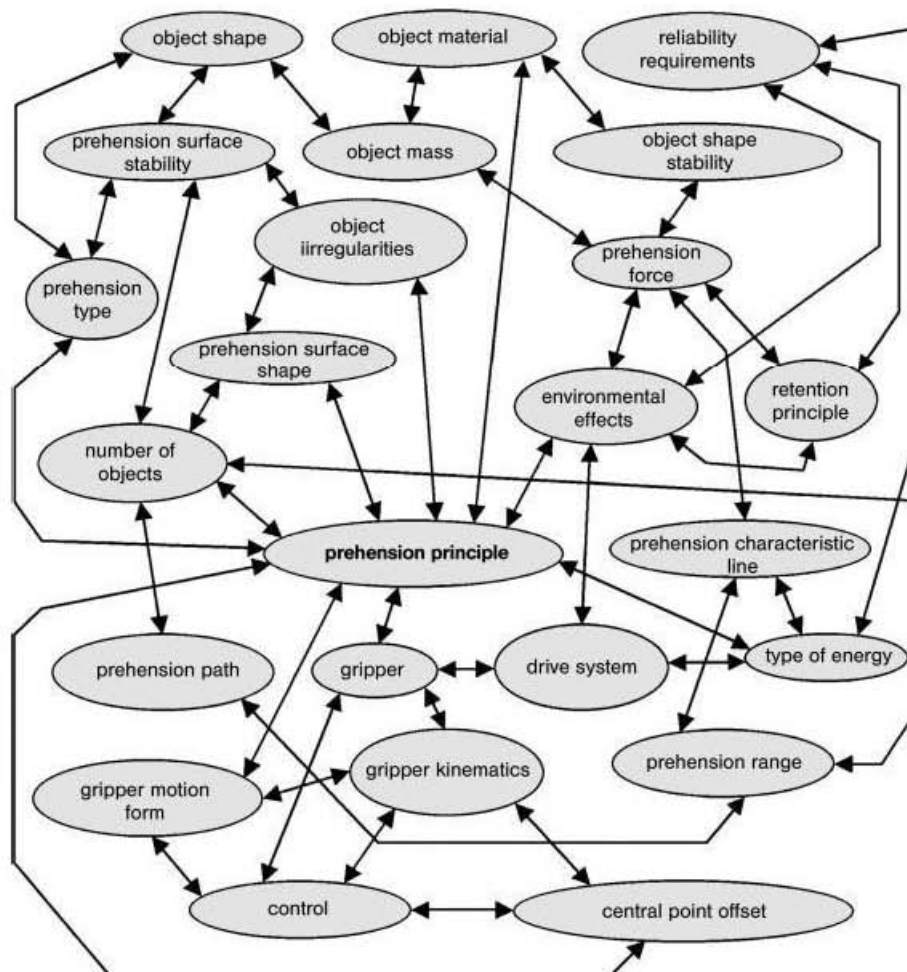 object shape
object material
reliability
requirements
prehension surface
stability
object mass
object shape
stability
object
iirregularities
prehension
force
prehension
type
prehension surface
shape
environmental
effects
retention
principle
number of
objects
prehension principle
prehension characteristic
line
prehension path
gripper
drive system
type of energy
gripper motion
form
gripper kinematics
prehension range
control
central point offset